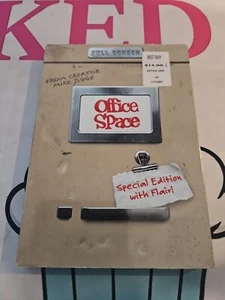 KED
FULL SCREEN
FROM CREATOR
MIKE JUDGE
Office
Space
Special Edition
with Flair!